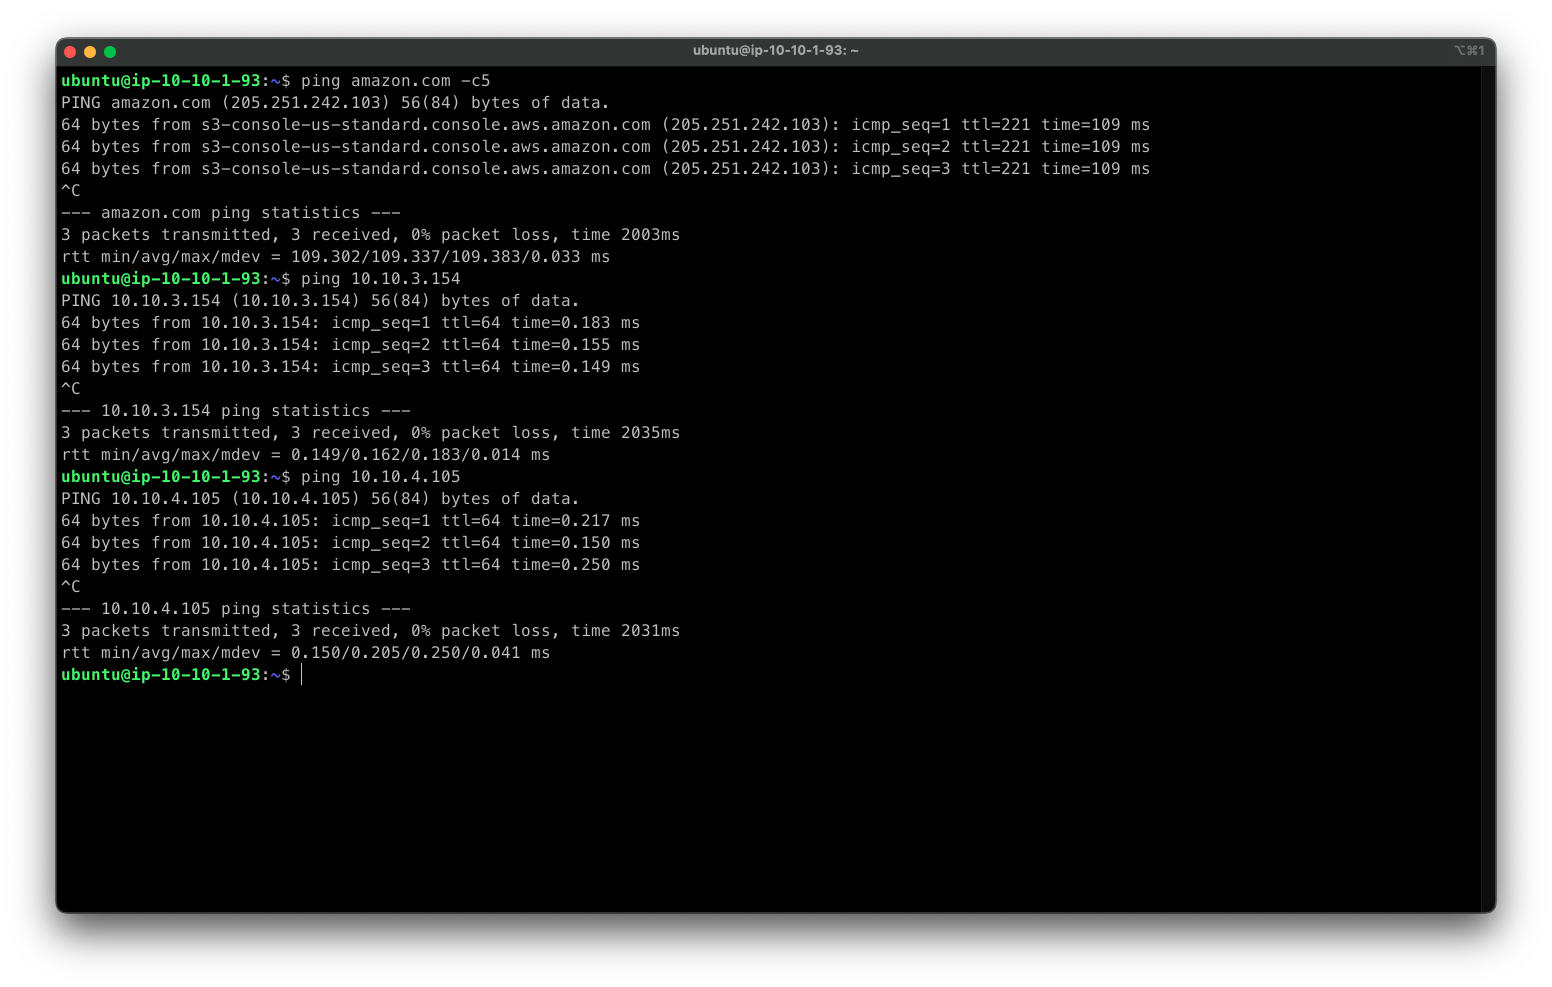 ubuntu@ip-10-10-1-93: ~
⌥⌘1
ubuntu@ip-10-10-1-93:~$ ping amazon.com -c5
PING amazon.com (205.251.242.103) 56(84) bytes of data.
64 bytes from s3-console-us-standard.console.aws.amazon.com (205.251.242.103): icmp_seq=1 ttl=221 time=109 ms
64 bytes from s3-console-us-standard.console.aws.amazon.com (205.251.242.103): icmp_seq=2 ttl=221 time=109 ms
64 bytes from s3-console-us-standard.console.aws.amazon.com (205.251.242.103): icmp_seq=3 ttl=221 time=109 ms
^C
--- amazon.com ping statistics ---
3 packets transmitted, 3 received, 0% packet loss, time 2003ms
rtt min/avg/max/mdev = 109.302/109.337/109.383/0.033 ms
ubuntu@ip-10-10-1-93:~$ ping 10.10.3.154
PING 10.10.3.154 (10.10.3.154) 56(84) bytes of data.
64 bytes from 10.10.3.154: icmp_seq=1 ttl=64 time=0.183 ms
64 bytes from 10.10.3.154: icmp_seq=2 ttl=64 time=0.155 ms
64 bytes from 10.10.3.154: icmp_seq=3 ttl=64 time=0.149 ms
^C
--- 10.10.3.154 ping statistics ---
3 packets transmitted, 3 received, 0% packet loss, time 2035ms
rtt min/avg/max/mdev = 0.149/0.162/0.183/0.014 ms
ubuntu@ip-10-10-1-93:~$ ping 10.10.4.105
PING 10.10.4.105 (10.10.4.105) 56(84) bytes of data.
64 bytes from 10.10.4.105: icmp_seq=1 ttl=64 time=0.217 ms
64 bytes from 10.10.4.105: icmp_seq=2 ttl=64 time=0.150 ms
64 bytes from 10.10.4.105: icmp_seq=3 ttl=64 time=0.250 ms
^C
--- 10.10.4.105 ping statistics ---
3 packets transmitted, 3 received, 0% packet loss, time 2031ms
rtt min/avg/max/mdev = 0.150/0.205/0.250/0.041 ms
ubuntu@ip-10-10-1-93:~$